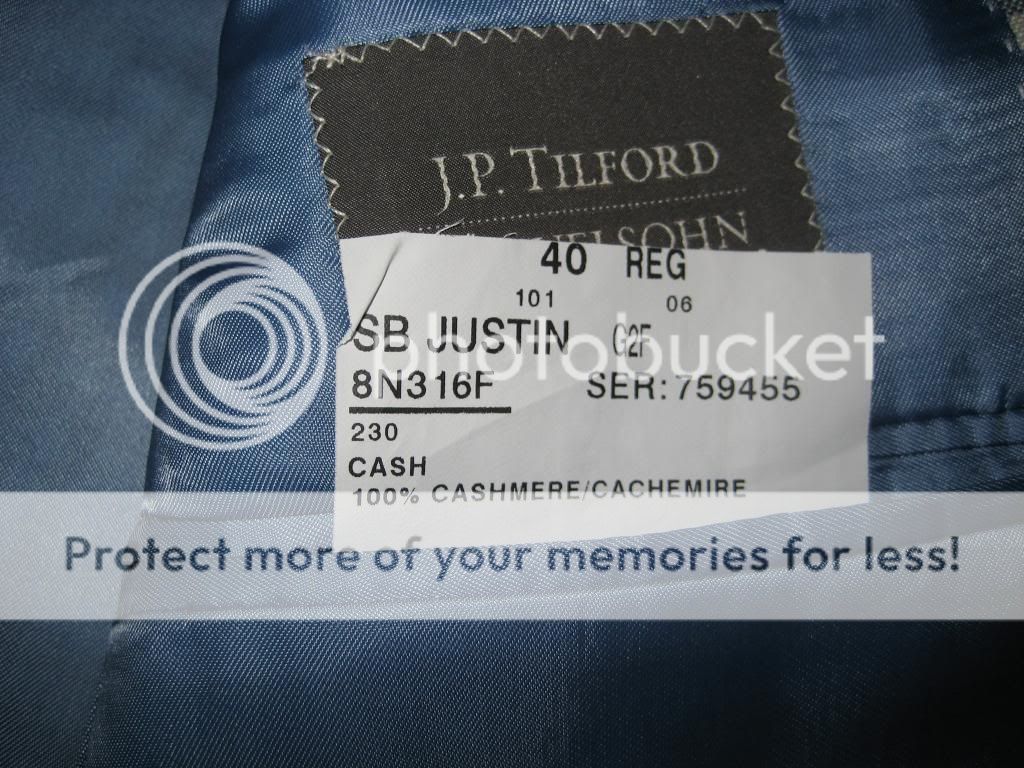 J.P. TILFORD
40 REG
101 06
SB JUSTIN G2F
8N316F SER: 759455
230
CASH
100% CASHMERE/CACHEMIRE
photobucket
Protect more of your memories for less!